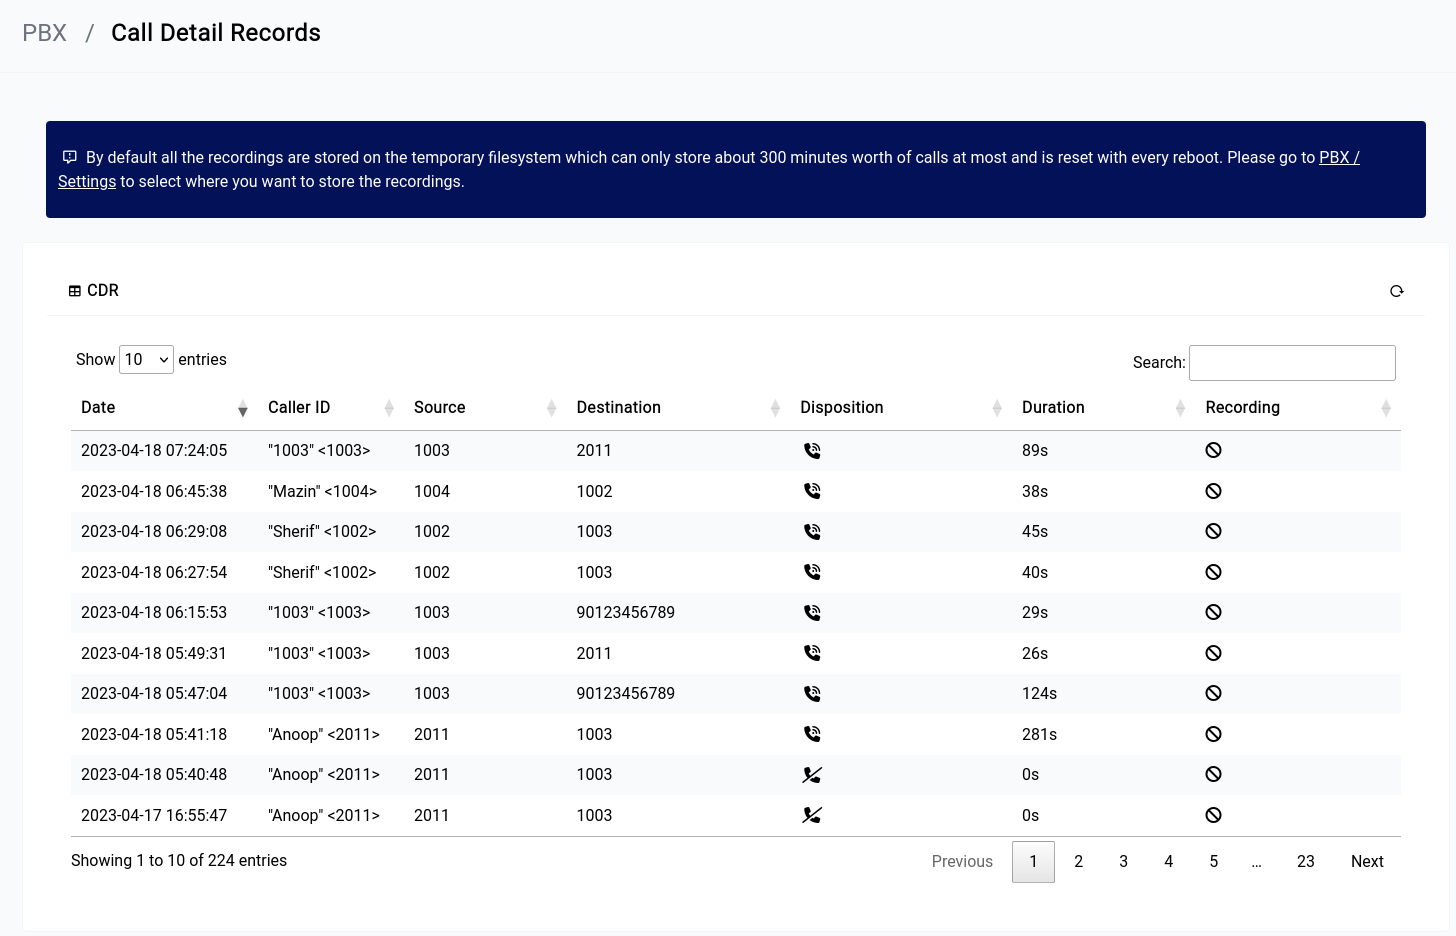 PBX / Call Detail Records
By default all the recordings are stored on the temporary filesystem which can only store about 300 minutes worth of calls at most and is reset with every reboot. Please go to PBX /
Settings to select where you want to store the recordings.
CDR
Show 10 entries Search:
Date Caller ID Source Destination Disposition Duration Recording
2023-04-18 07:24:05 "1003" <1003> 1003 2011 89s
2023-04-18 06:45:38 "Mazin" <1004> 1004 1002 38s
2023-04-18 06:29:08 "Sherif" <1002> 1002 1003 45s
2023-04-18 06:27:54 "Sherif" <1002> 1002 1003 40s
2023-04-18 06:15:53 "1003" <1003> 1003 90123456789 29s
2023-04-18 05:49:31 "1003" <1003> 1003 2011 26s
2023-04-18 05:47:04 "1003" <1003> 1003 90123456789 124s
2023-04-18 05:41:18 "Anoop" <2011> 2011 1003 281s
2023-04-18 05:40:48 "Anoop" <2011> 2011 1003 0s
2023-04-17 16:55:47 "Anoop" <2011> 2011 1003 0s
Showing 1 to 10 of 224 entries Previous 1 2 3 4 5 … 23 Next